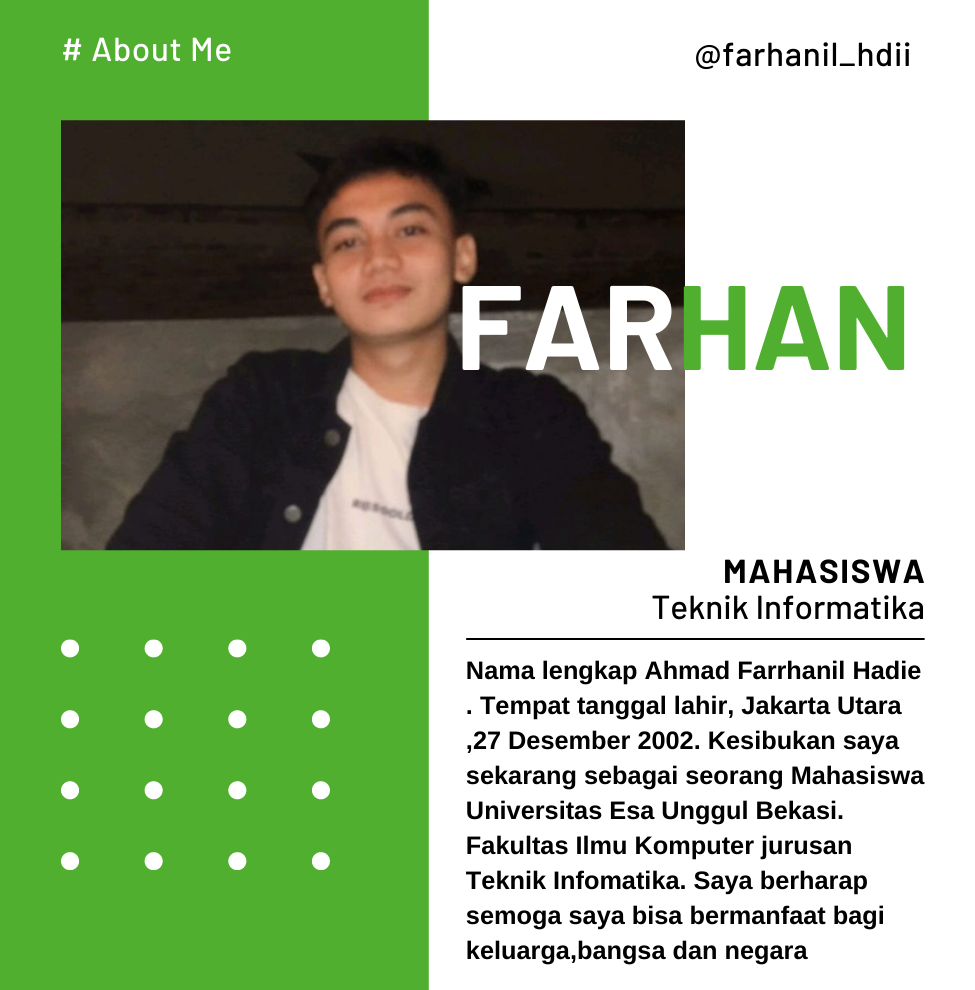 # About Me
@farhanil_hdii
FARHAN
MAHASISWA
Teknik Informatika
Nama lengkap Ahmad Farrhanil Hadie
. Tempat tanggal lahir, Jakarta Utara
,27 Desember 2002. Kesibukan saya
sekarang sebagai seorang Mahasiswa
Universitas Esa Unggul Bekasi.
Fakultas Ilmu Komputer jurusan
Teknik Infomatika. Saya berharap
semoga saya bisa bermanfaat bagi
keluarga,bangsa dan negara